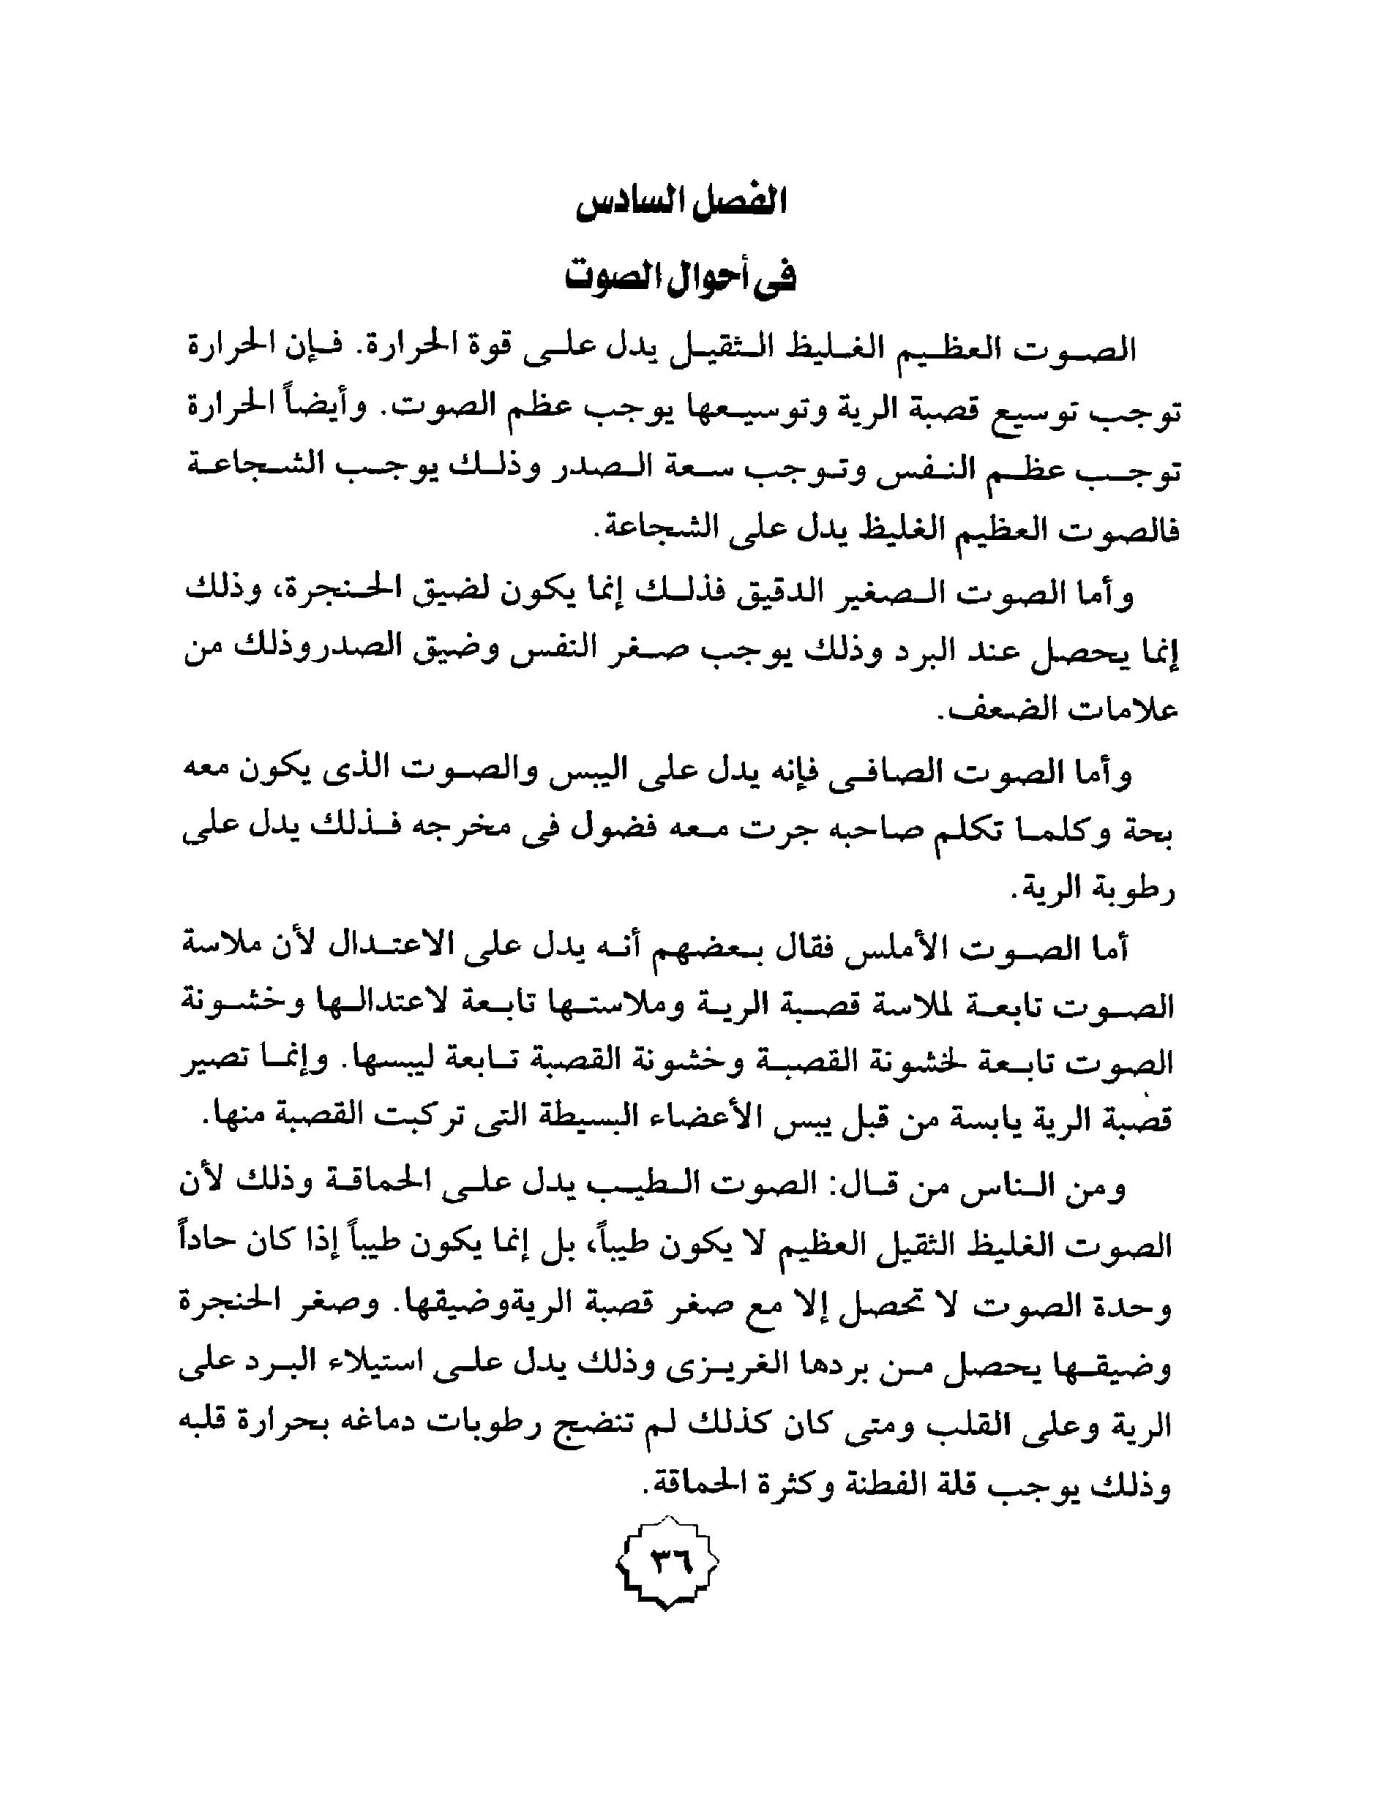 الفصل السادس
فى أحوال الصوت
الصوت العظيم الغليظ الثقيل يدل على قوة الحرارة. فإن الحرارة
توجب توسيع قصبة الرية وتوسيعها يوجب عظم الصوت. وأيضاً الحرارة
توجب عظم النفس وتوجب سعة الصدر وذلك يوجب الشجاعة
فالصوت العظيم الغليظ يدل على الشجاعة.
وأما الصوت الصغير الدقيق فذلك إنما يكون لضيق الحنجرة، وذلك
إنما يحصل عند البرد وذلك يوجب صغر النفس وضيق الصدروذلك من
علامات الضعف.
وأما الصوت الصافى فإنه يدل على اليبس والصوت الذى يكون معه
بحة وكلما تكلم صاحبه جرت معه فضول فى مخرجه فذلك يدل على
رطوبة الرية.
أما الصوت الأملس فقال بعضهم أنه يدل على الاعتدال لأن ملاسة
الصوت تابعة لملاسة قصبة الرية وملاستها تابعة لاعتدالها وخشونة
الصوت تابعة لخشونة القصبة وخشونة القصبة تابعة ليبسها. وإنما تصير
قصبة الرية يابسة من قبل يبس الأعضاء البسيطة التى تركبت القصبة منها.
ومن الناس من قال: الصوت الطيب يدل على الحماقة وذلك لأن
الصوت الغليظ الثقيل العظيم لا يكون طيباً، بل إنما يكون طيباً إذا كان حاداً
وحدة الصوت لا تحصل إلا مع صغر قصبة الريةوضيقها. وصغر الحنجرة
وضيقها يحصل من بردها الغريزى وذلك يدل على استيلاء البرد على
الرية وعلى القلب ومتى كان كذلك لم تنضج رطوبات دماغه بحرارة قلبه
وذلك يوجب قلة الفطنة وكثرة الحماقة.
٣٦